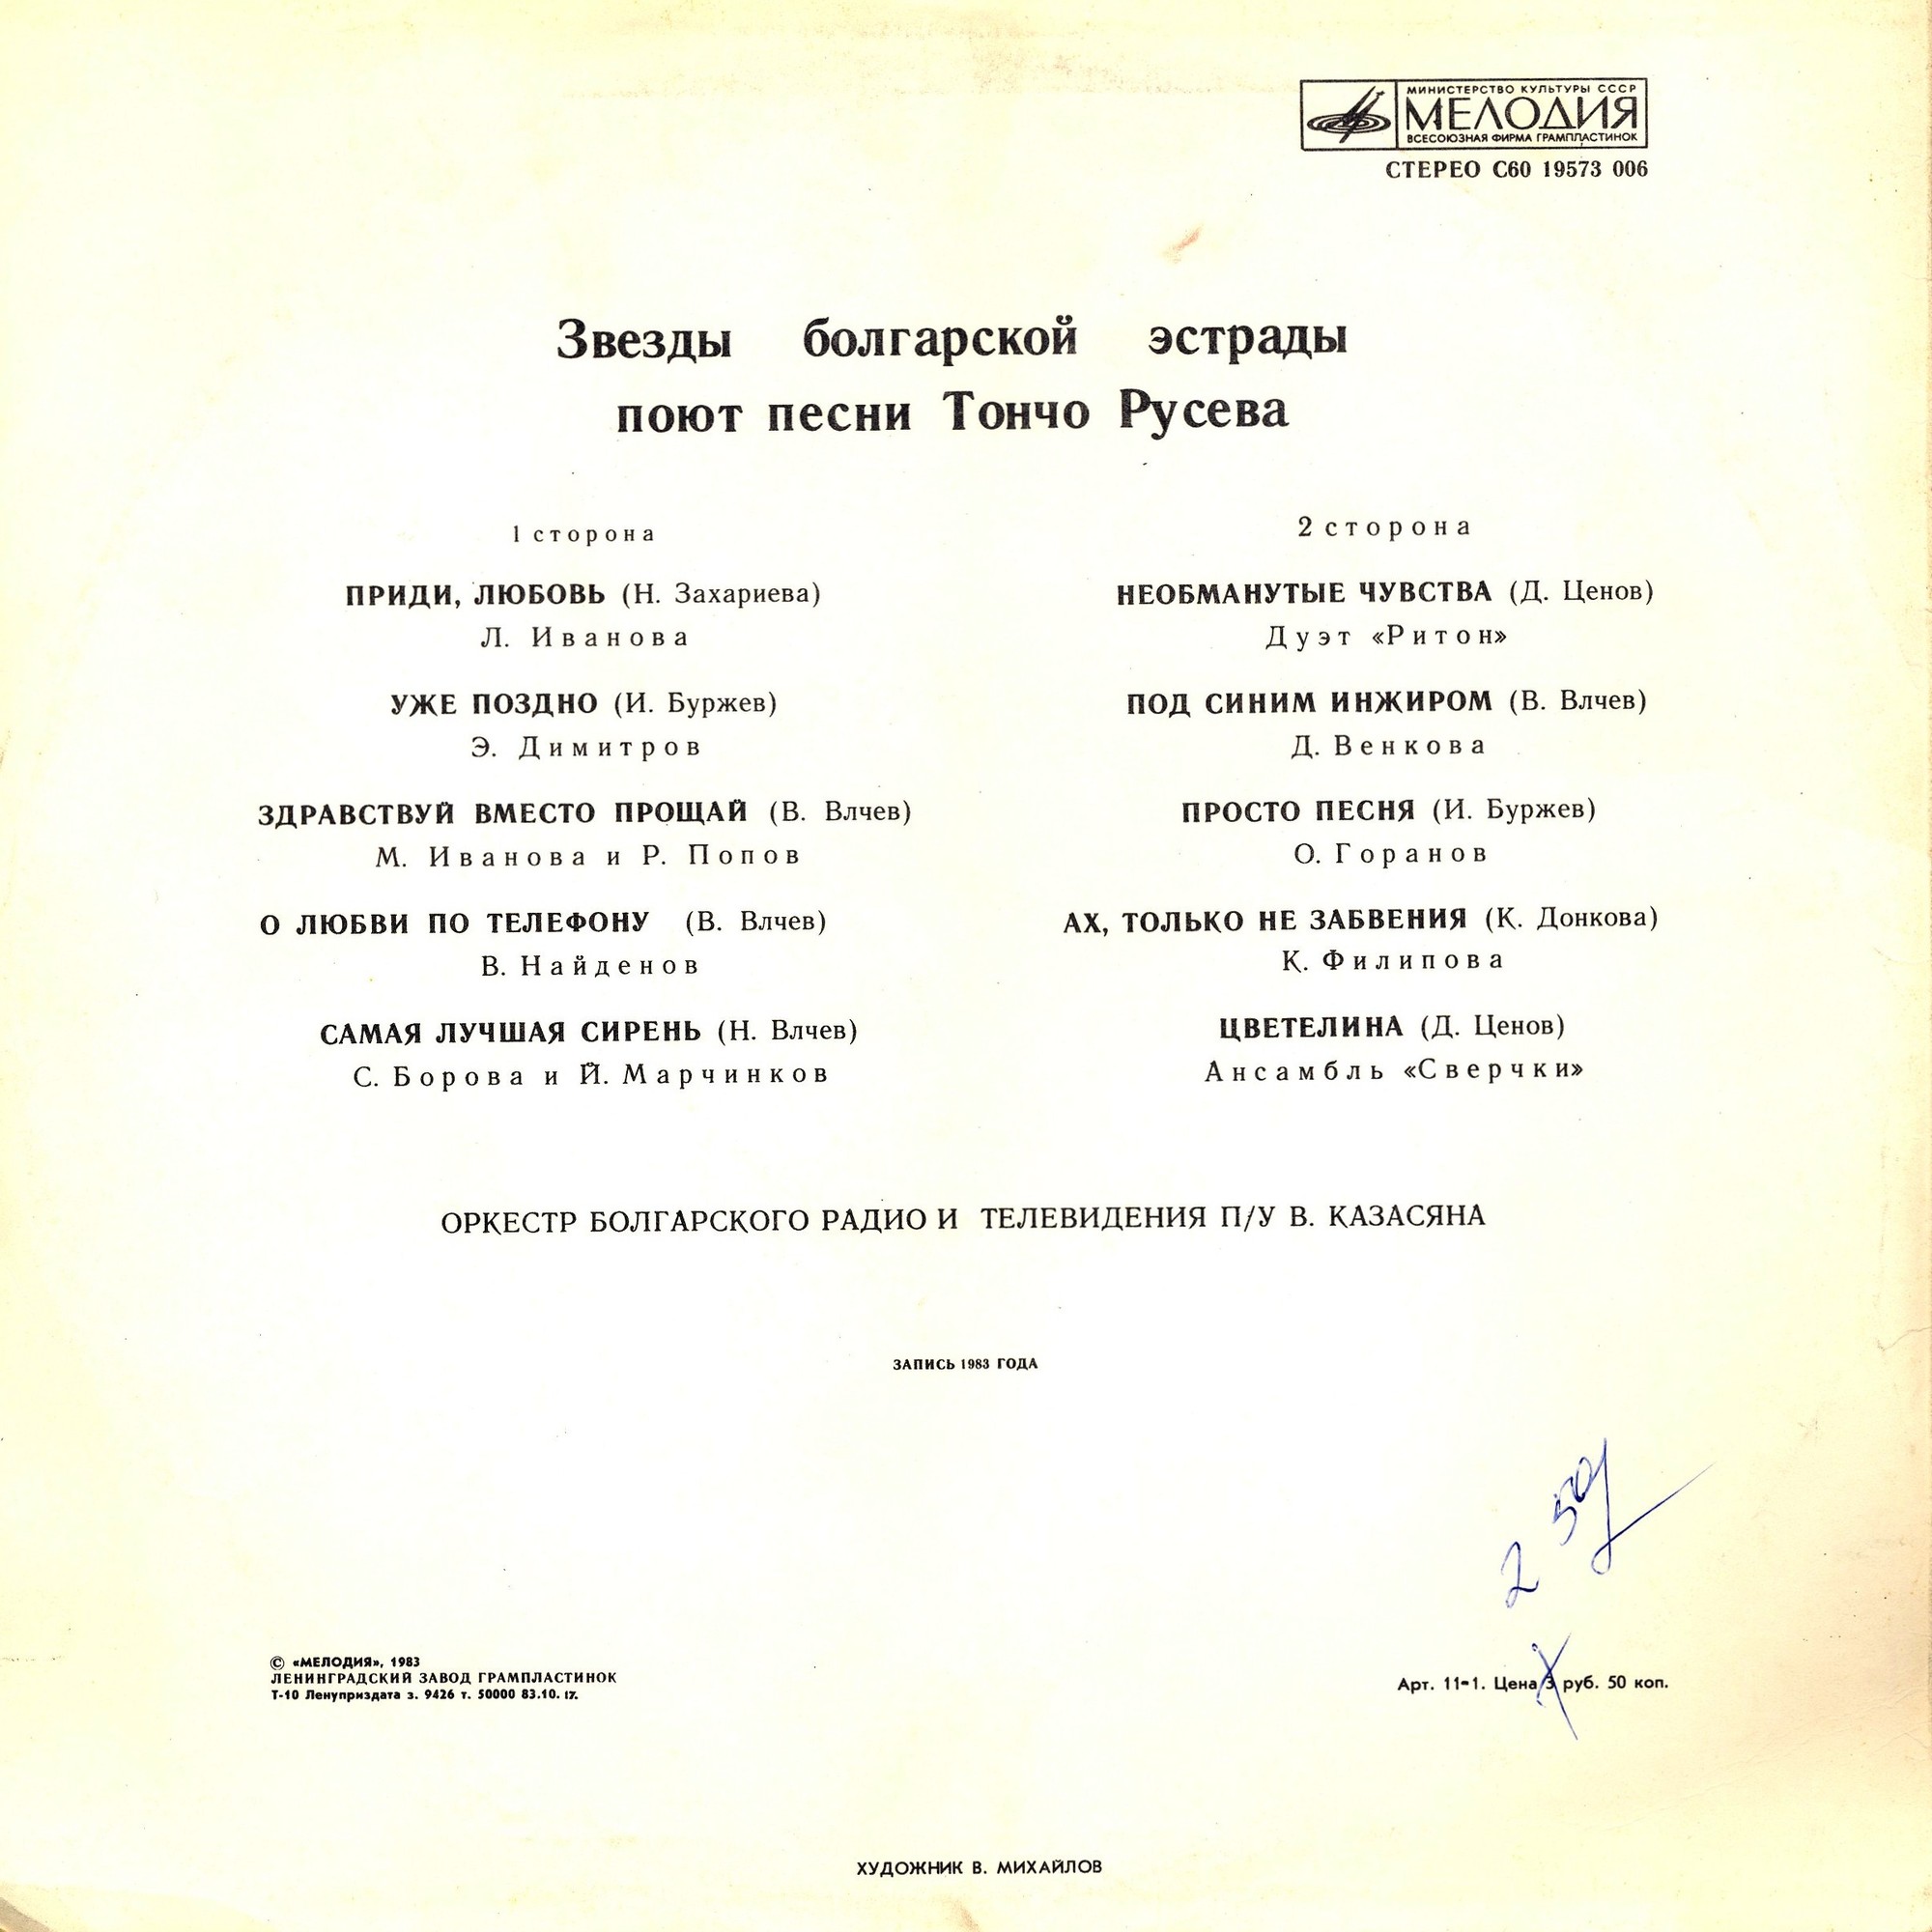 МИНИСТЕРСТВО КУЛЬТУРЫ СССР
МЕЛОДИЯ
ВСЕСОЮЗНАЯ ФИРМА ГРАМПЛАСТИНОК
СТЕРЕО С60 19573 006
Звезды болгарской эстрады
поют песни Тончо Русева
1 сторона
ПРИДИ, ЛЮБОВЬ (Н. Захариева)
Л. Иванова
УЖЕ ПОЗДНО (И. Буржев)
Э. Димитров
ЗДРАВСТВУЙ ВМЕСТО ПРОЩАЙ (В. Влчев)
М. Иванова и Р. Попов
О ЛЮБВИ ПО ТЕЛЕФОНУ (В. Влчев)
В. Найденов
САМАЯ ЛУЧШАЯ СИРЕНЬ (Н. Влчев)
С. Борова и Й. Марчинков
2 сторона
НЕОБМАНУТЫЕ ЧУВСТВА (Д. Ценов)
Дуэт «Ритон»
ПОД СИНИМ ИНЖИРОМ (В. Влчев)
Д. Венкова
ПРОСТО ПЕСНЯ (И. Буржев)
О. Горанов
АХ, ТОЛЬКО НЕ ЗАБВЕНИЯ (К. Донкова)
К. Филипова
ЦВЕТЕЛИНА (Д. Ценов)
Ансамбль «Сверчки»
ОРКЕСТР БОЛГАРСКОГО РАДИО И ТЕЛЕВИДЕНИЯ П/У В. КАЗАСЯНА
ЗАПИСЬ 1983 ГОДА
2 50
© «МЕЛОДИЯ», 1983
ЛЕНИНГРАДСКИЙ ЗАВОД ГРАМПЛАСТИНОК
Т-10 Ленуприздата з. 9426 т. 50000 83.10. 17.
Арт. 11-1. Цена 3 руб. 50 коп.
ХУДОЖНИК В. МИХАЙЛОВ